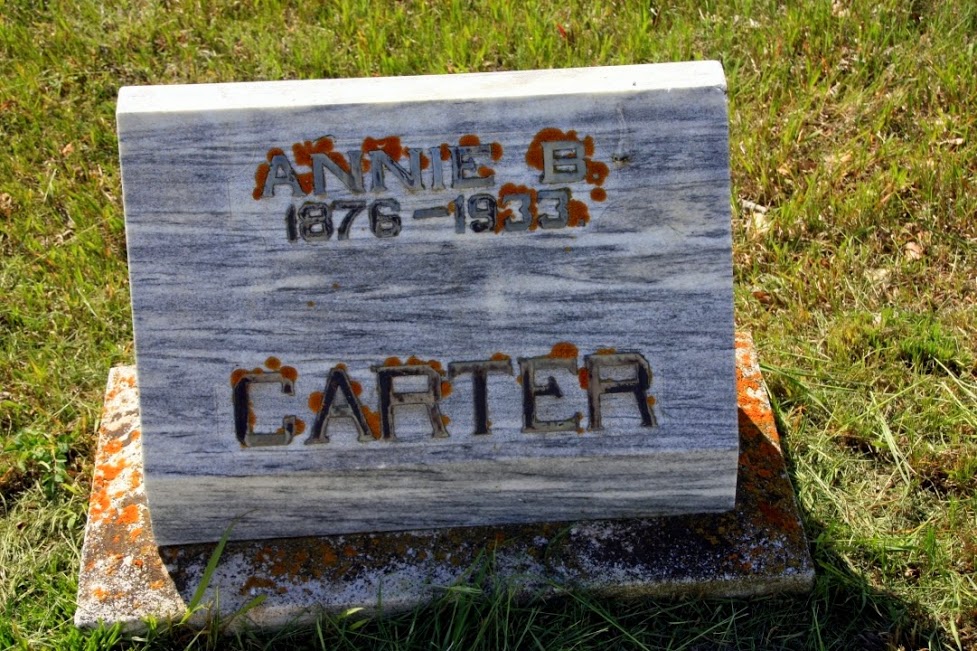 ANNIE B.
1876-1933
CARTER